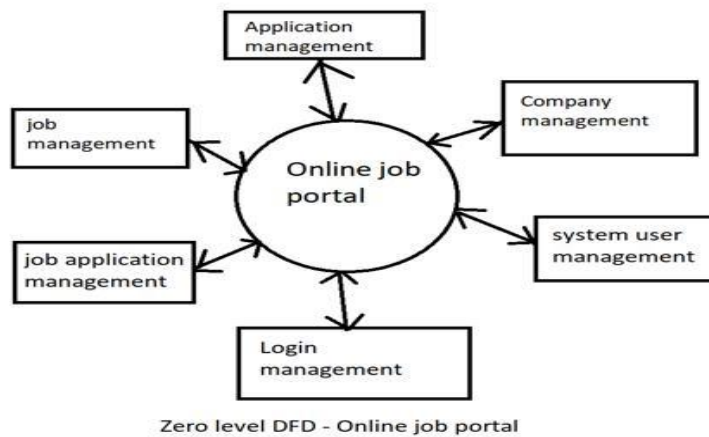 Application
management
Company
management
job
management
Online job
portal
system user
management
job application
management
Login
management
Zero level DFD - Online job portal